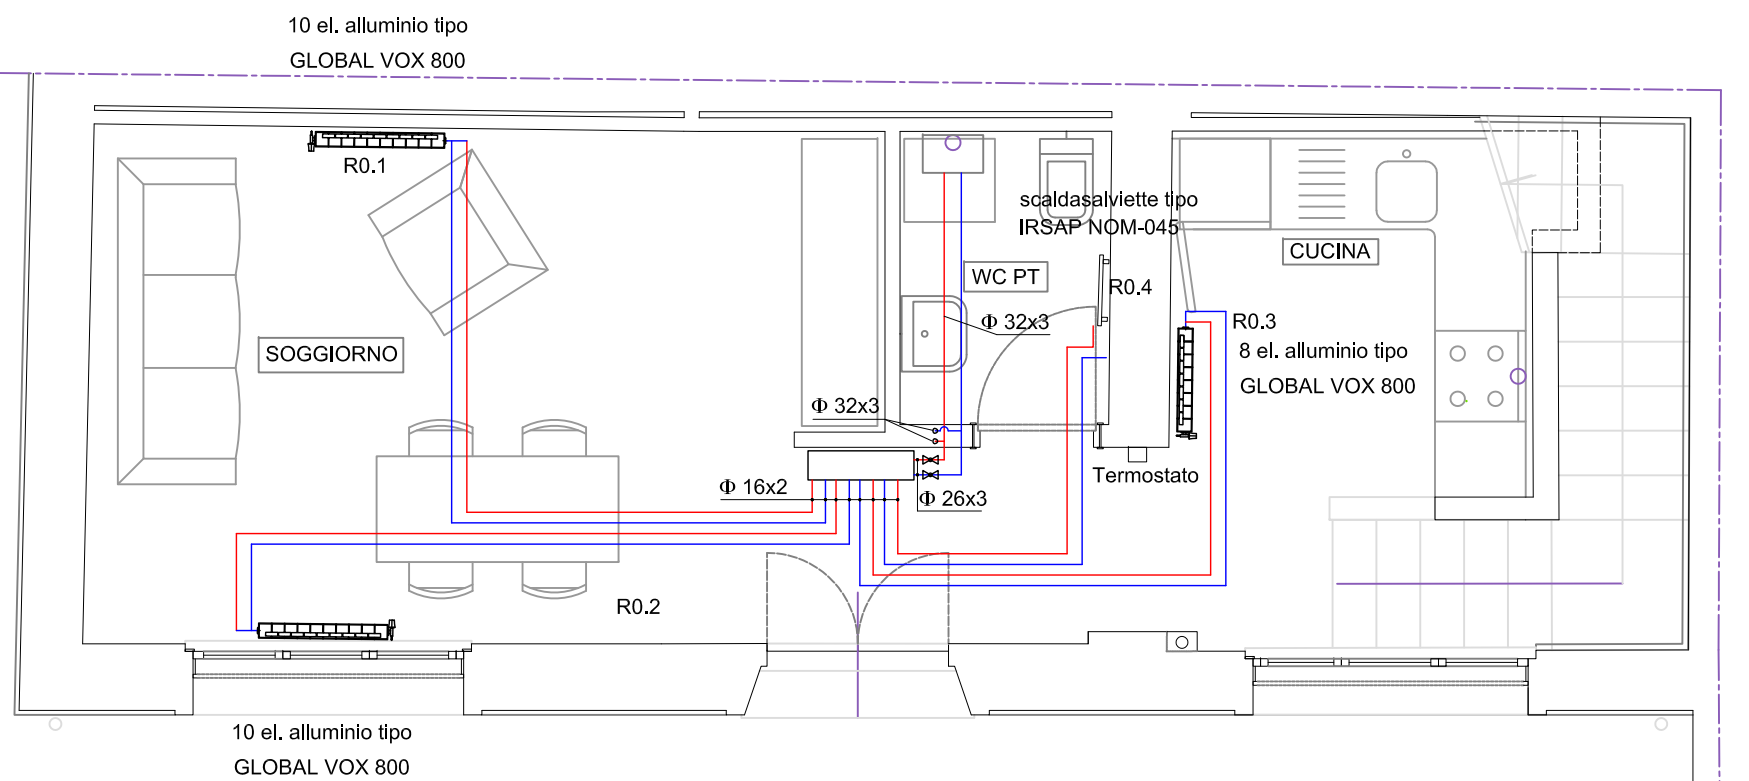 10 el. alluminio tipo
GLOBAL VOX 800
R0.1
scaldasalviette tipo
IRSAP NOM-045
CUCINA
WC PT
R0.4
Φ 32x3
R0.3
SOGGIORNO
8 el. alluminio tipo
GLOBAL VOX 800
Φ 32x3
Termostato
Φ 16x2
Φ 26x3
R0.2
10 el. alluminio tipo
GLOBAL VOX 800